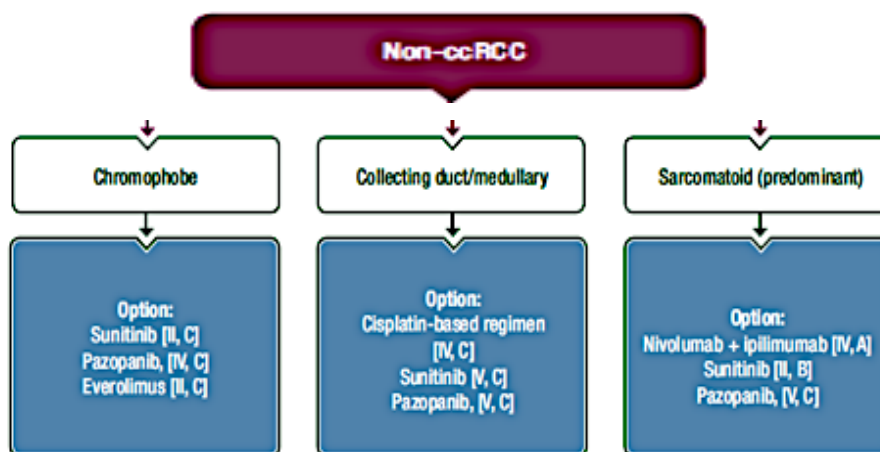 Non-ccRCC
Chromophobe
Collecting duct/medullary
Sarcomatoid (predominant)
Option:
Sunitinib [II, C]
Pazopanib, [IV, C]
Everolimus [II, C]
Option:
Cisplatin-based regimen
[IV, C]
Sunitinib [V, C]
Pazopanib, [V, C]
Option:
Nivolumab + ipilimumab [IV, A]
Sunitinib [II, B]
Pazopanib, [V, C]